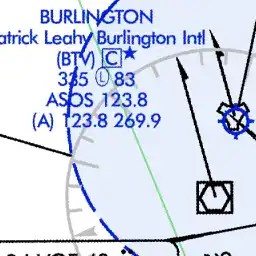 BURLINGTON
atrick Leahy Burlington Intl
(BTV) C★
335 Ⓛ 83
ASOS 123.8
(A) 123.8 269.9